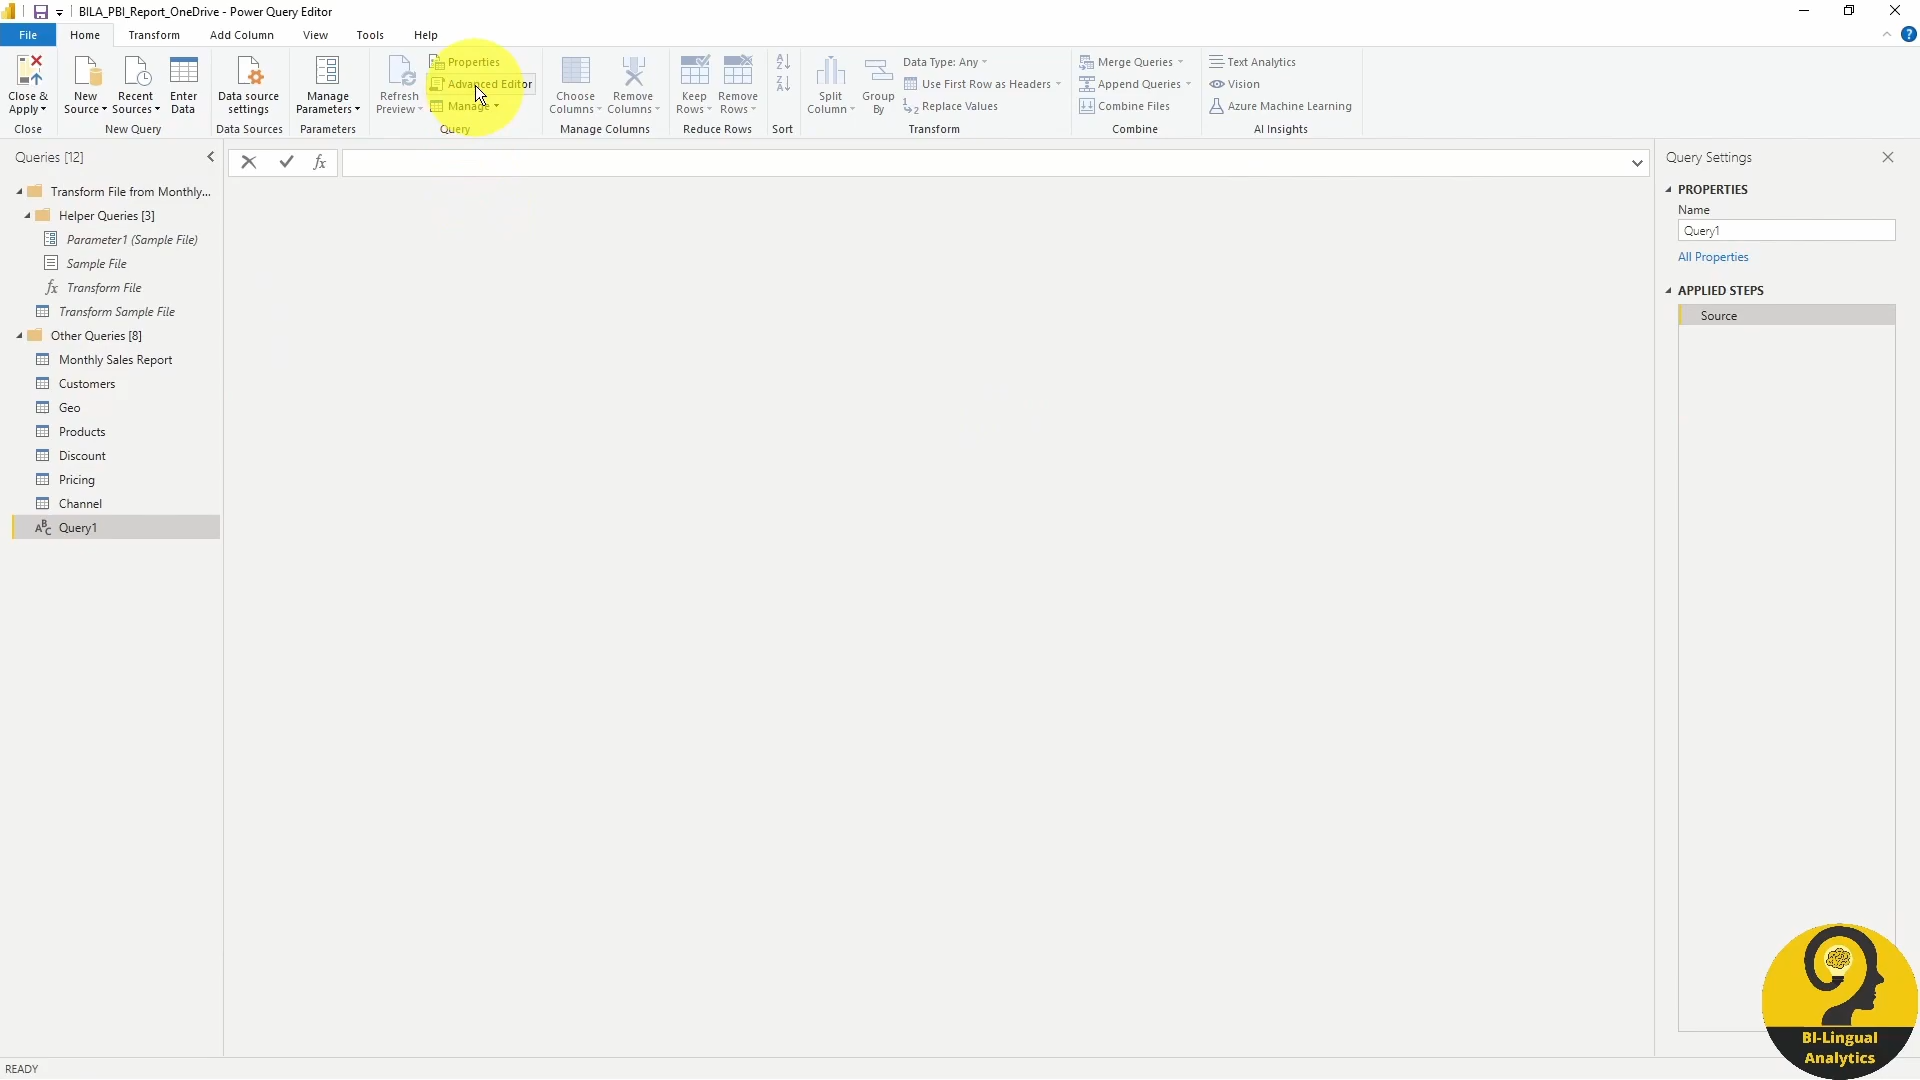 BILA_PBI_Report_OneDrive - Power Query Editor
File
Home
Transform
Add Column
View
Tools
Help
Close &
Apply
Close
New
Source
Recent
Sources
Enter
Data
New Query
Data source
settings
Data Sources
Manage
Parameters
Parameters
Refresh
Preview
Properties
Advanced Editor
Manage
Query
Choose
Columns
Remove
Columns
Manage Columns
Keep
Rows
Remove
Rows
Reduce Rows
Sort
Split
Column
Group
By
Data Type: Any
Use First Row as Headers
Replace Values
Transform
Merge Queries
Append Queries
Combine Files
Combine
Text Analytics
Vision
Azure Machine Learning
AI Insights
Queries [12]
Transform File from Monthly...
Helper Queries [3]
Parameter1 (Sample File)
Sample File
fx Transform File
Transform Sample File
Other Queries [8]
Monthly Sales Report
Customers
Geo
Products
Discount
Pricing
Channel
ABC Query1
fx
Query Settings
PROPERTIES
Name
Query1
All Properties
APPLIED STEPS
Source
READY
BI-Lingual
Analytics